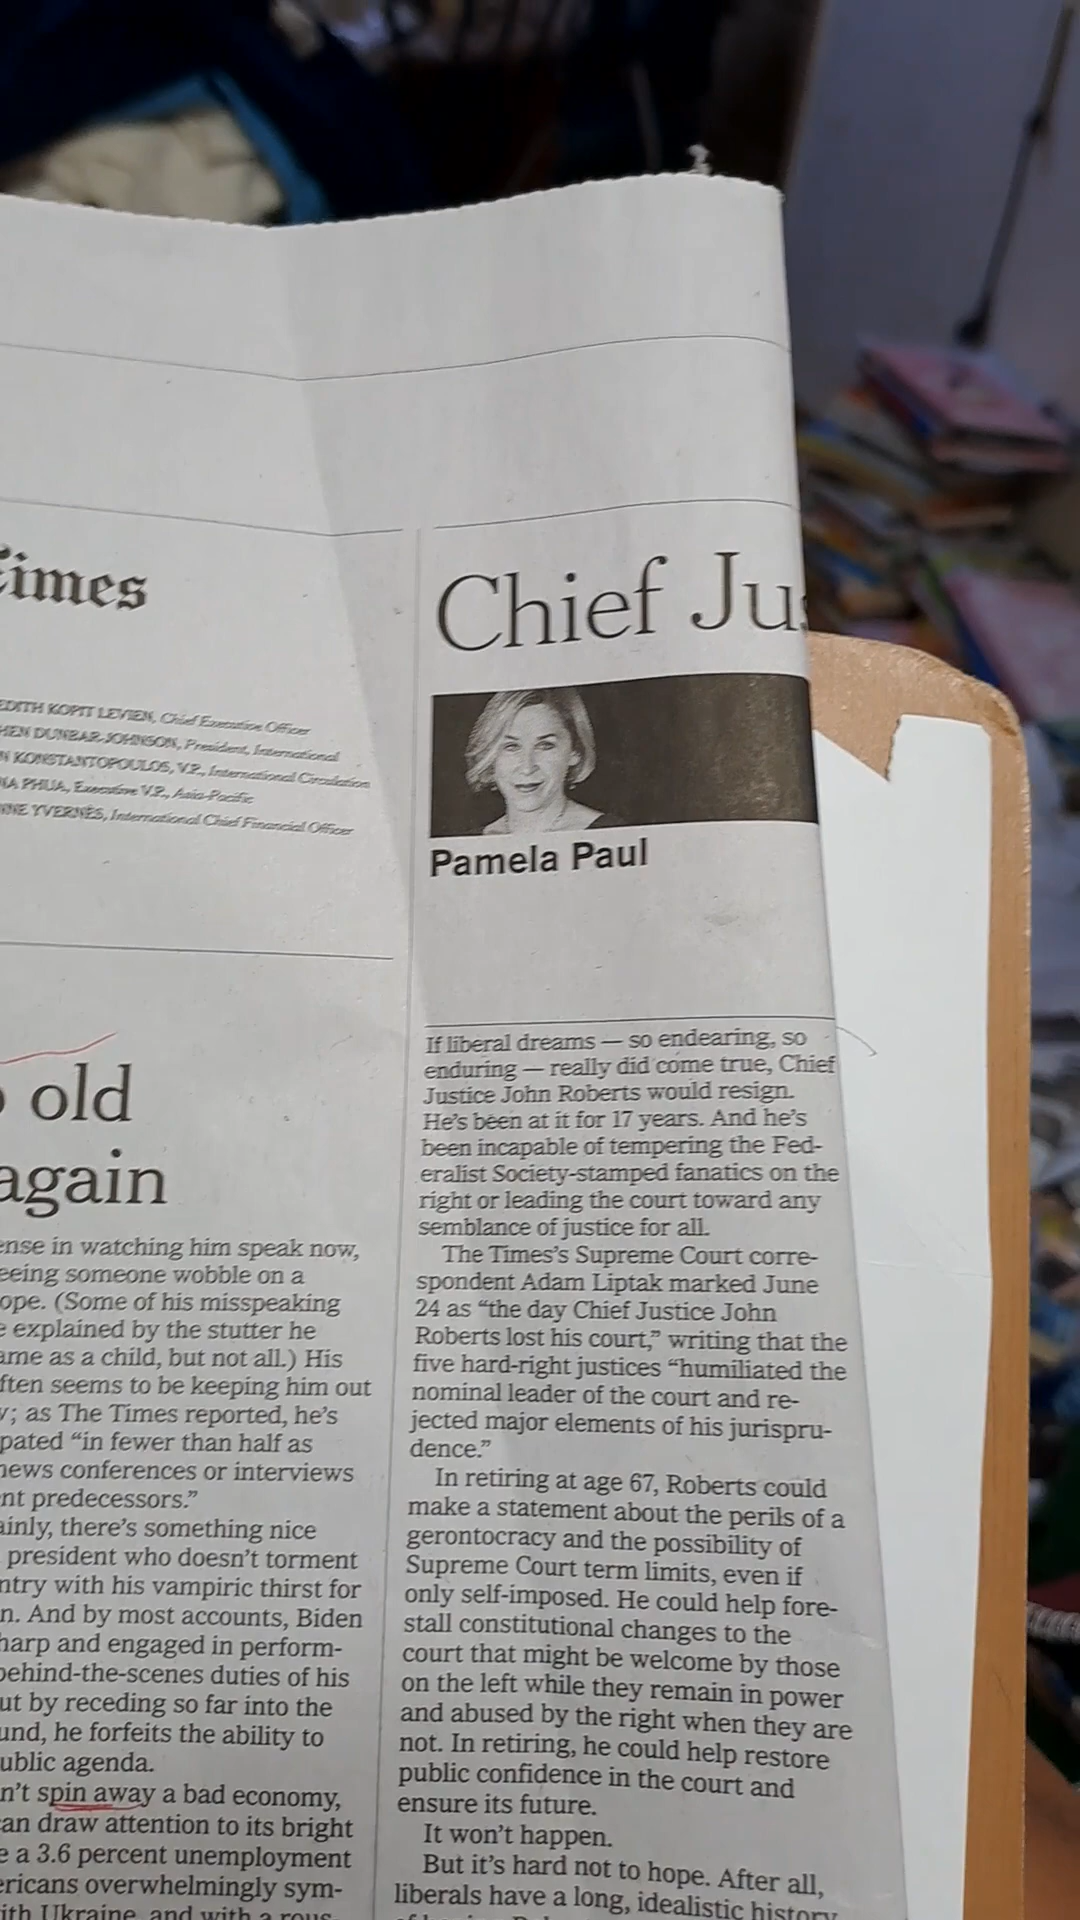 Times
EDITH KOPIT LEVIEN, Chief Executive Officer
HEN DUNBAR-JOHNSON, President, International
N KONSTANTOPOULOS, V.P., International Circulation
NA PHUA, Executive V.P., Asia-Pacific
NNE YVERNÈS, International Chief Financial Officer
old
again
ense in watching him speak now,
eeing someone wobble on a
ope. (Some of his misspeaking
e explained by the stutter he
ame as a child, but not all.) His
ften seems to be keeping him out
y; as The Times reported, he's
pated “in fewer than half as
news conferences or interviews
nt predecessors.”
ainly, there's something nice
president who doesn't torment
ntry with his vampiric thirst for
n. And by most accounts, Biden
harp and engaged in perform-
behind-the-scenes duties of his
ut by receding so far into the
und, he forfeits the ability to
ublic agenda.
n't spin away a bad economy,
can draw attention to its bright
e a 3.6 percent unemployment
ericans overwhelmingly sym-
ith Ukraine, and with a rous-
Chief Jus
Pamela Paul
If liberal dreams — so endearing, so
enduring — really did come true, Chief
Justice John Roberts would resign.
He's been at it for 17 years. And he's
been incapable of tempering the Fed-
eralist Society-stamped fanatics on the
right or leading the court toward any
semblance of justice for all.
The Times's Supreme Court corre-
spondent Adam Liptak marked June
24 as “the day Chief Justice John
Roberts lost his court,” writing that the
five hard-right justices “humiliated the
nominal leader of the court and re-
jected major elements of his jurispru-
dence.”
In retiring at age 67, Roberts could
make a statement about the perils of a
gerontocracy and the possibility of
Supreme Court term limits, even if
only self-imposed. He could help fore-
stall constitutional changes to the
court that might be welcome by those
on the left while they remain in power
and abused by the right when they are
not. In retiring, he could help restore
public confidence in the court and
ensure its future.
It won't happen.
But it's hard not to hope. After all,
liberals have a long, idealistic history